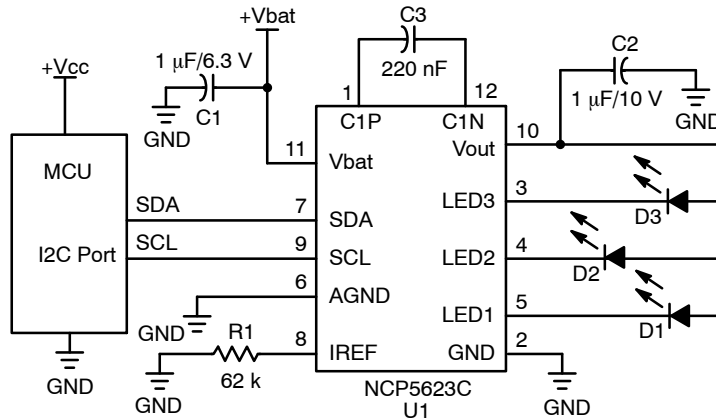 +Vbat
C3
+Vcc
1 μF/6.3 V
220 nF
C2
1
12
1 μF/10 V
GND
C1
C1P
C1N
10
GND
MCU
11
Vbat
Vout
LED3
3
SDA
7
SDA
D3
I2C Port
SCL
9
SCL
LED2
4
D2
6
AGND
LED1
5
D1
GND
R1
8
IREF
GND
2
GND
62 k
GND
NCP5623C
GND
U1